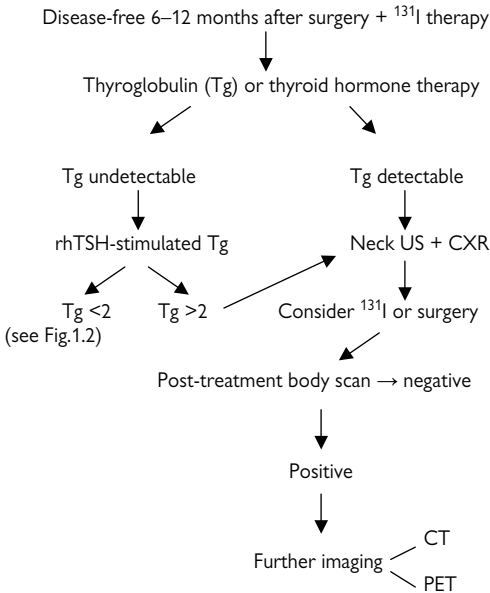 Disease-free 6–12 months after surgery + ¹³¹I therapy
Thyroglobulin (Tg) or thyroid hormone therapy
Tg undetectable
Tg detectable
rhTSH-stimulated Tg
Neck US + CXR
Tg <2
(see Fig.1.2)
Tg >2
Consider ¹³¹I or surgery
Post-treatment body scan → negative
Positive
Further imaging
CT
PET